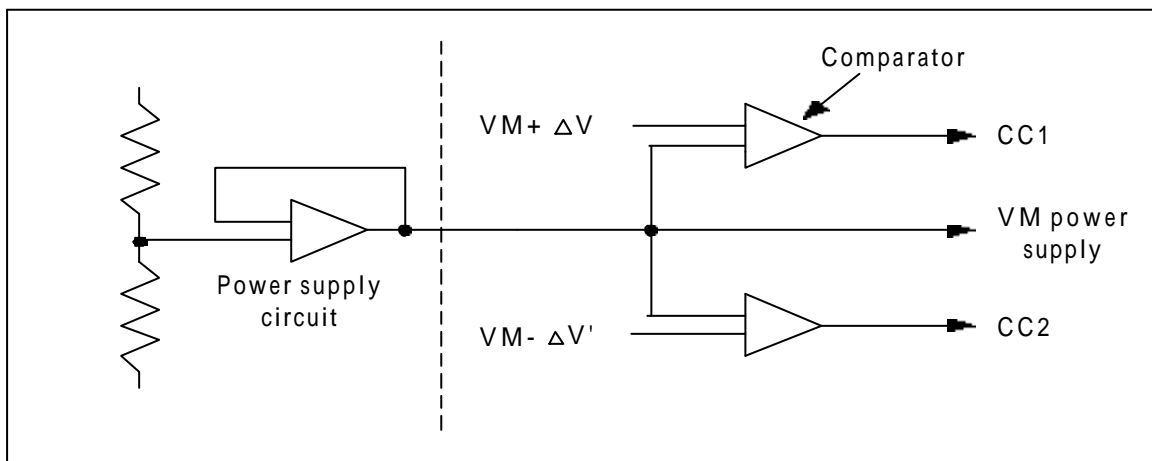 Comparator
VM+ △V
CC1
VM power
supply
Power supply
circuit
VM- △V'
CC2